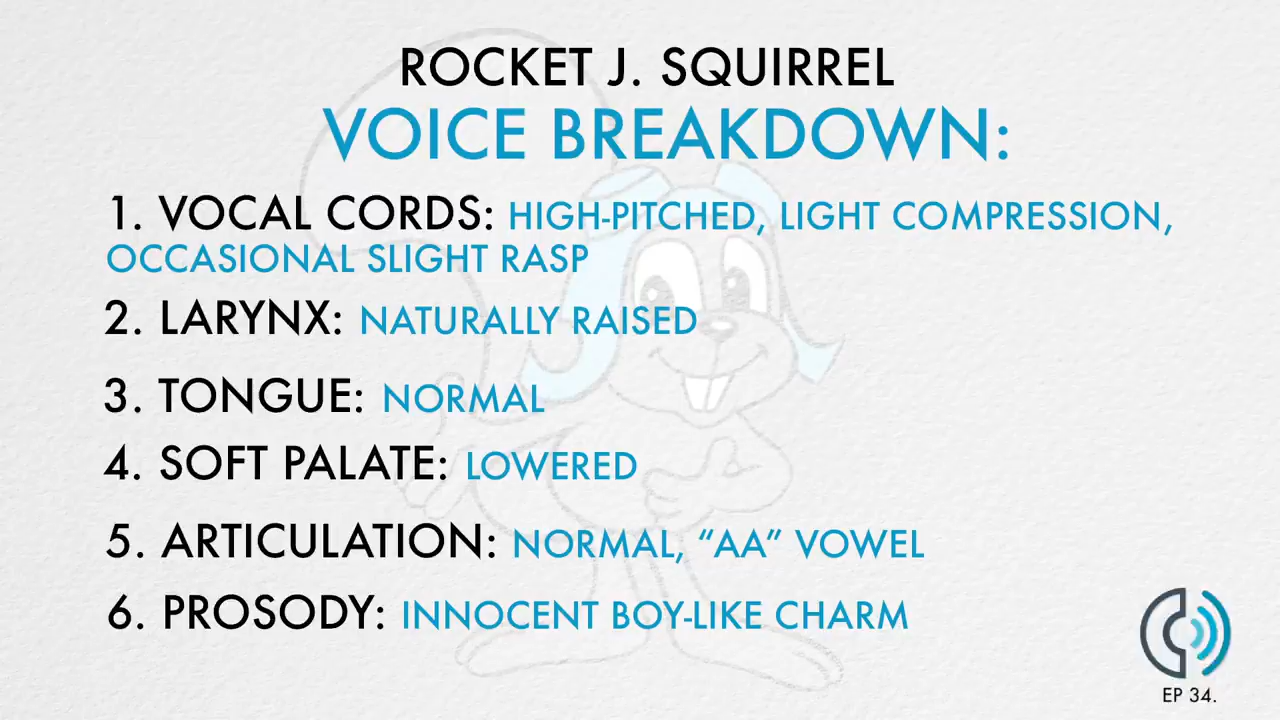 ROCKET J. SQUIRREL
VOICE BREAKDOWN:
1. VOCAL CORDS: HIGH-PITCHED, LIGHT COMPRESSION,
OCCASIONAL SLIGHT RASP
2. LARYNX: NATURALLY RAISED
3. TONGUE: NORMAL
4. SOFT PALATE: LOWERED
5. ARTICULATION: NORMAL, “AA” VOWEL
6. PROSODY: INNOCENT BOY-LIKE CHARM
EP 34.